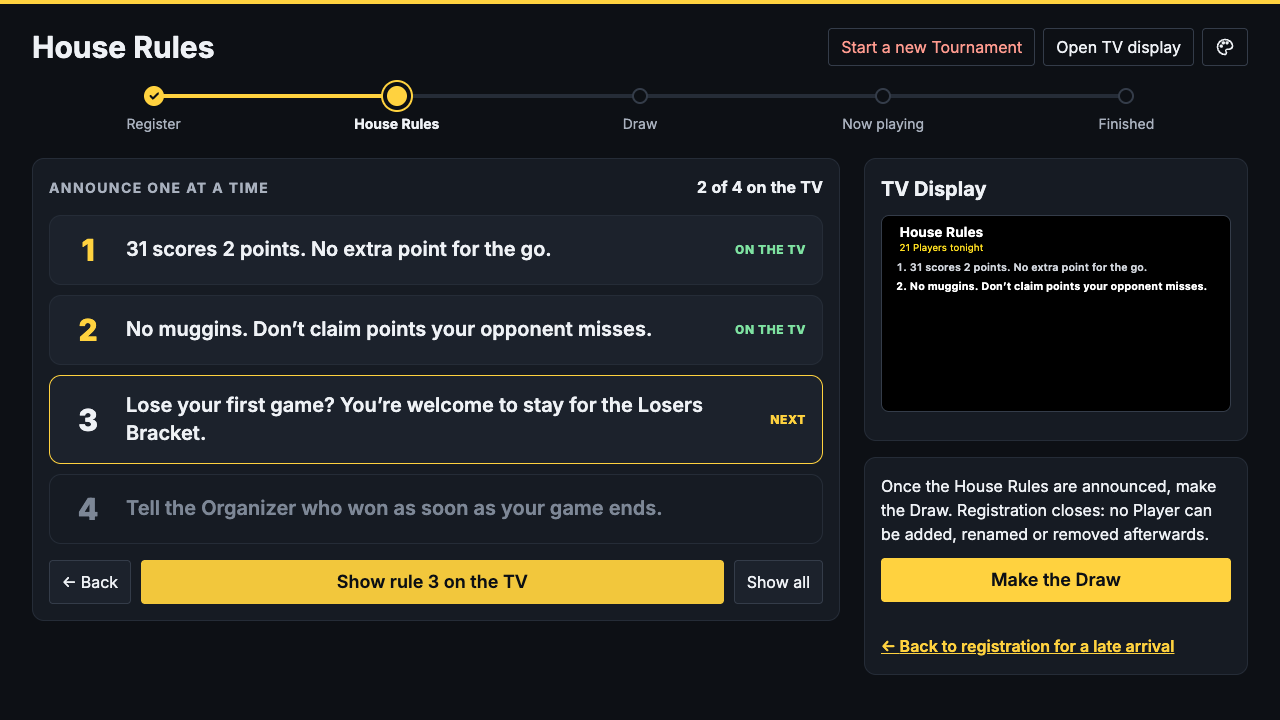 House Rules
Start a new Tournament
Open TV display
Register
House Rules
Draw
Now playing
Finished
ANNOUNCE ONE AT A TIME
2 of 4 on the TV
1
31 scores 2 points. No extra point for the go.
ON THE TV
2
No muggins. Don’t claim points your opponent misses.
ON THE TV
3
Lose your first game? You’re welcome to stay for the Losers
Bracket.
NEXT
4
Tell the Organizer who won as soon as your game ends.
← Back
Show rule 3 on the TV
Show all
TV Display
House Rules
21 Players tonight
1. 31 scores 2 points. No extra point for the go.
2. No muggins. Don’t claim points your opponent misses.
Once the House Rules are announced, make
the Draw. Registration closes: no Player can
be added, renamed or removed afterwards.
Make the Draw
← Back to registration for a late arrival